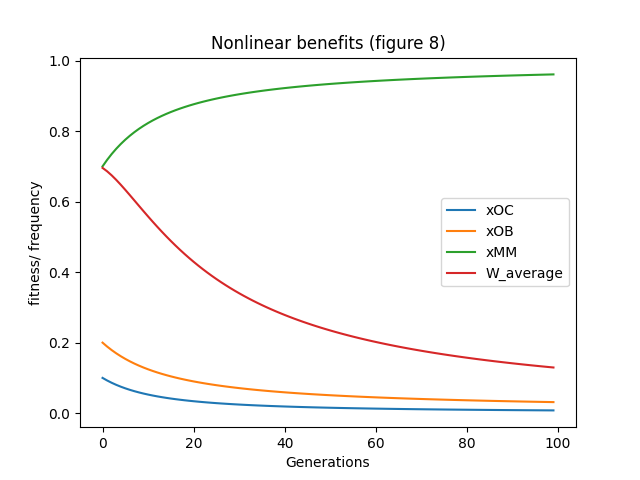 Nonlinear benefits (figure 8)
fitness/ frequency
1.0
0.8
0.6
0.4
0.2
0.0
xOC
xOB
xMM
W_average
0 20 40 60 80 100
Generations